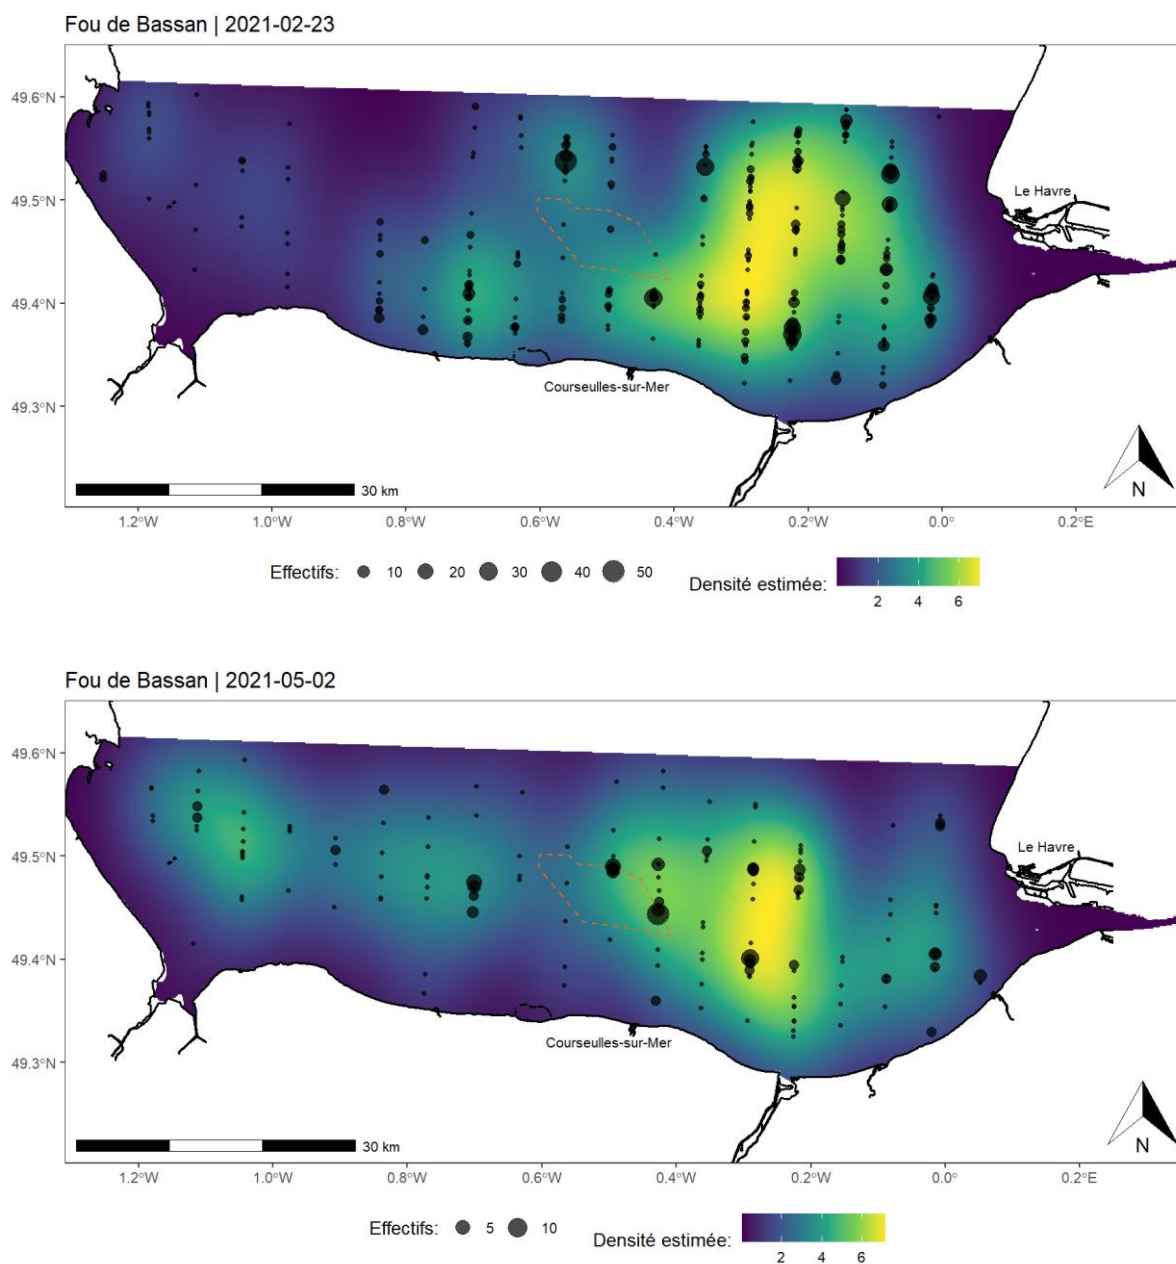 Fou de Bassan | 2021-02-23
49.6°N
49.5°N
Le Havre
49.4°N
Courseulles-sur-Mer
49.3°N
30 km
N
1.2°W 1.0°W 0.8°W 0.6°W 0.4°W 0.2°W 0.0° 0.2°E
Effectifs: 10 20 30 40 50 Densité estimée:
2 4 6
Fou de Bassan | 2021-05-02
49.6°N
49.5°N
Le Havre
49.4°N
Courseulles-sur-Mer
49.3°N
30 km
N
1.2°W 1.0°W 0.8°W 0.6°W 0.4°W 0.2°W 0.0° 0.2°E
Effectifs: 5 10 Densité estimée:
2 4 6